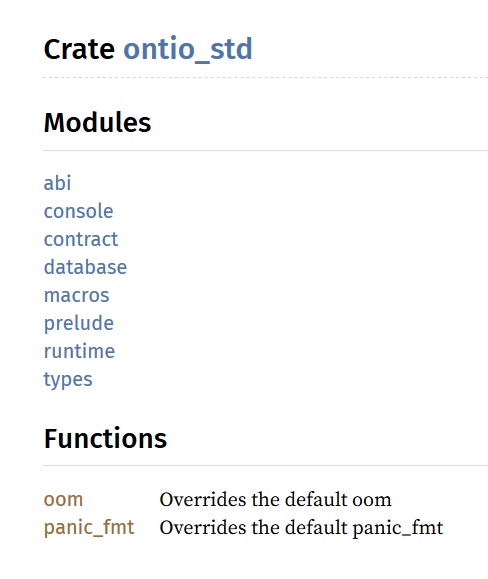 Crate ontio_std
Modules
abi
console
contract
database
macros
prelude
runtime
types
Functions
oom Overrides the default oom
panic_fmt Overrides the default panic_fmt